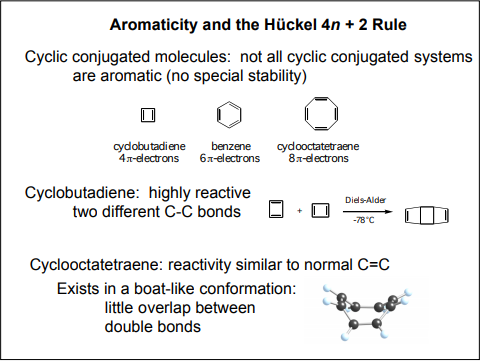 Aromaticity and the Hückel 4n + 2 Rule
Cyclic conjugated molecules: not all cyclic conjugated systems
are aromatic (no special stability)
cyclobutadiene benzene cyclooctatetraene
4π-electrons 6π-electrons 8π-electrons
Cyclobutadiene: highly reactive
two different C-C bonds
+
Diels-Alder
-78°C
Cyclooctatetraene: reactivity similar to normal C=C
Exists in a boat-like conformation:
little overlap between
double bonds